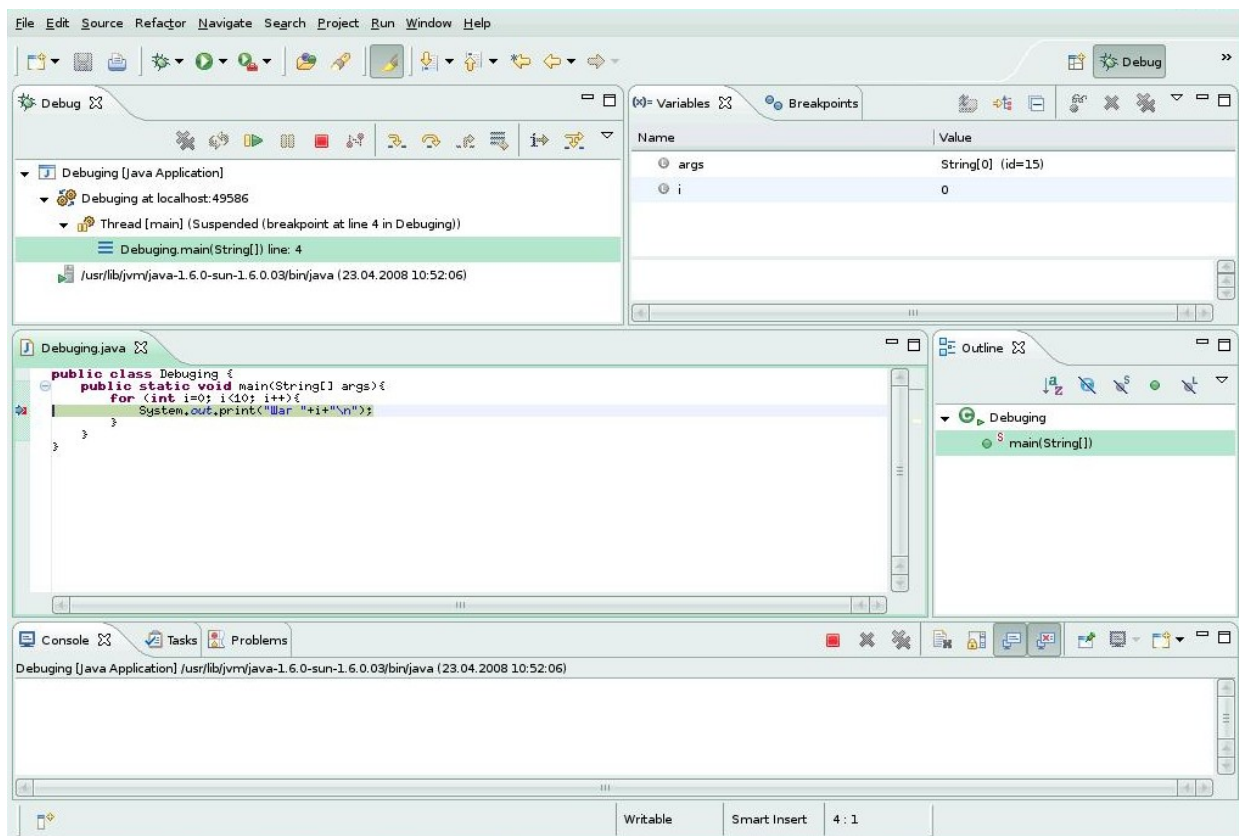 File Edit Source Refactor Navigate Search Project Run Window Help
Debug
Debug
Debuging [Java Application]
Debuging at localhost:49586
Thread [main] (Suspended (breakpoint at line 4 in Debuging))
Debuging.main(String[]) line: 4
/usr/lib/jvm/java-1.6.0-sun-1.6.0.03/bin/java (23.04.2008 10:52:06)
(x)= Variables Breakpoints
Name Value
args String[0] (id=15)
i 0
Debuging.java
public class Debuging {
public static void main(String[] args){
for (int i=0; i<10; i++){
System.out.print("War "+i+"\n");
}
}
}
Outline
Debuging
main(String[])
Console Tasks Problems
Debuging [Java Application] /usr/lib/jvm/java-1.6.0-sun-1.6.0.03/bin/java (23.04.2008 10:52:06)
Writable Smart Insert 4 : 1